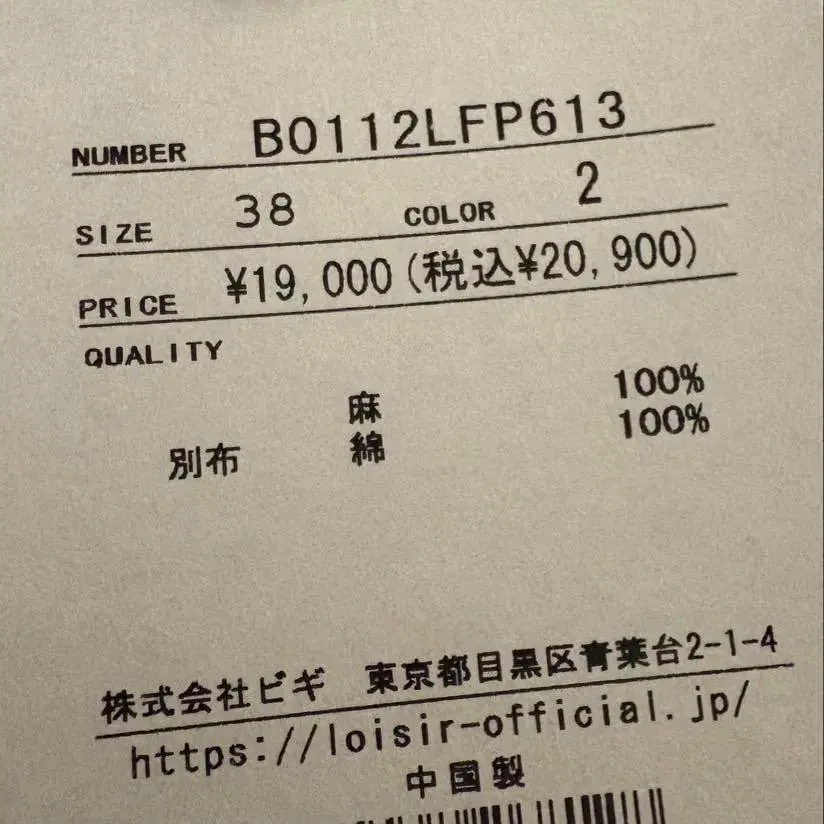 NUMBER B0112LFP613
SIZE 38 COLOR 2
PRICE ¥19,000(税込¥20,900)
QUALITY
麻 100%
別布 綿 100%
株式会社ビギ 東京都目黒区青葉台2-1-4
https://loisir-official.jp/
中国製